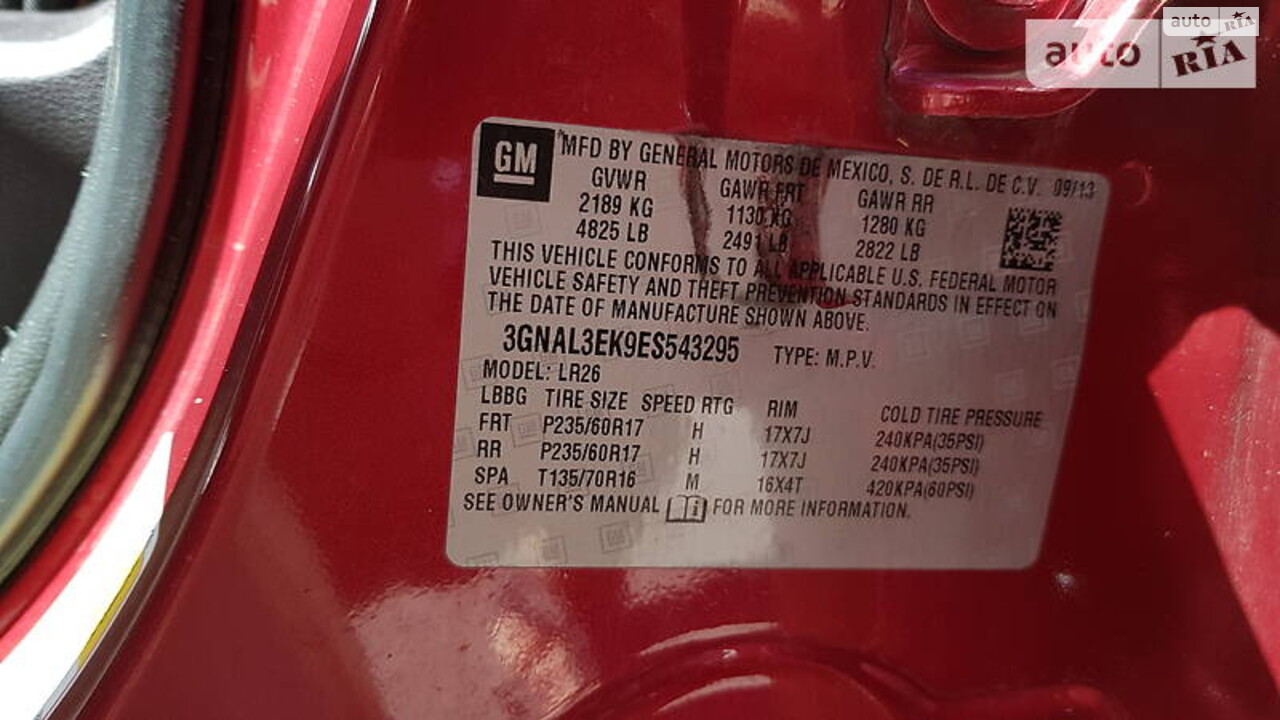 auto RIA
auto RIA
GM
MFD BY GENERAL MOTORS DE MEXICO, S. DE R.L. DE C.V. 09/13
GVWR GAWR FRT GAWR RR
2189 KG 1130 KG 1280 KG
4825 LB 2491 LB 2822 LB
THIS VEHICLE CONFORMS TO ALL APPLICABLE U.S. FEDERAL MOTOR
VEHICLE SAFETY AND THEFT PREVENTION STANDARDS IN EFFECT ON
THE DATE OF MANUFACTURE SHOWN ABOVE.
3GNAL3EK9ES543295 TYPE: M.P.V.
MODEL: LR26
LBBG TIRE SIZE SPEED RTG RIM COLD TIRE PRESSURE
FRT P235/60R17 H 17X7J 240KPA(35PSI)
RR P235/60R17 H 17X7J 240KPA(35PSI)
SPA T135/70R16 M 16X4T 420KPA(60PSI)
SEE OWNER'S MANUAL FOR MORE INFORMATION.